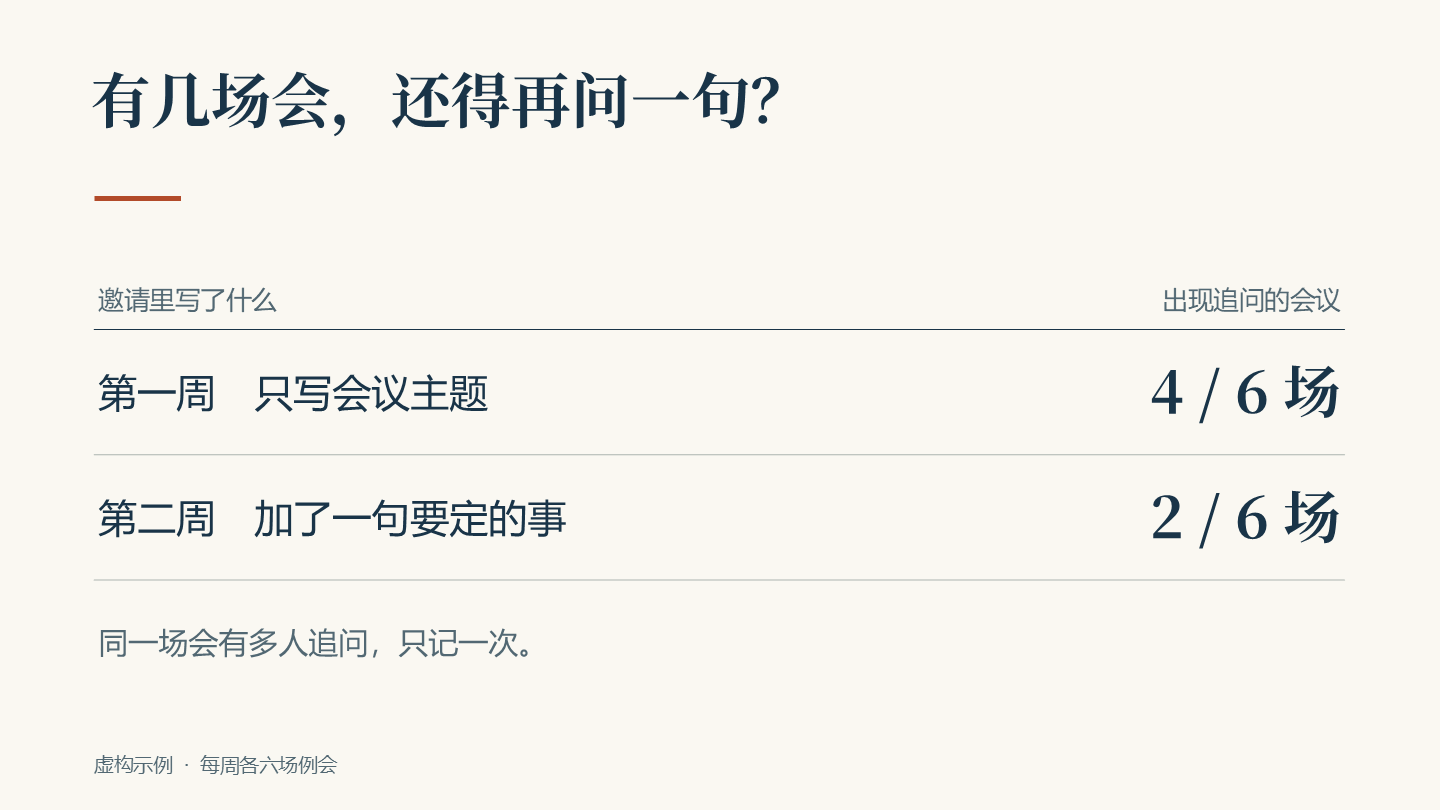 有几场会，还得再问一句？
邀请里写了什么　出现追问的会议
第一周　只写会议主题　4 / 6 场
第二周　加了一句要定的事　2 / 6 场
同一场会有多人追问，只记一次。
虚构示例 · 每周各六场例会